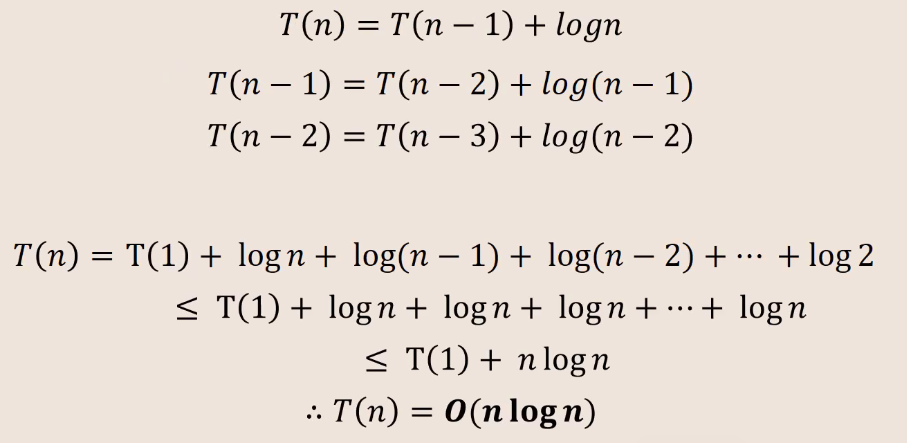 T(n) = T(n − 1) + logn
T(n − 1) = T(n − 2) + log(n − 1)
T(n − 2) = T(n − 3) + log(n − 2)
T(n) = T(1) + log n + log(n − 1) + log(n − 2) + ⋯ + log 2
≤ T(1) + log n + log n + log n + ⋯ + log n
≤ T(1) + n log n
∴ T(n) = O(n log n)